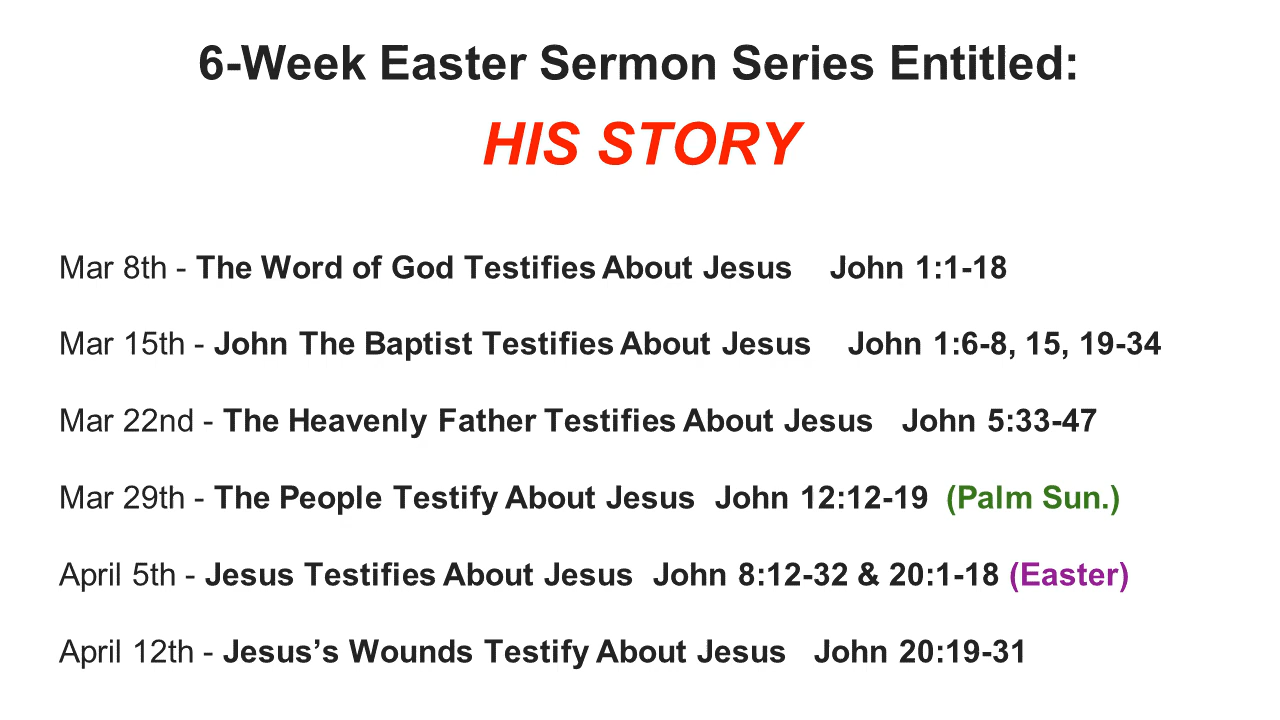 6-Week Easter Sermon Series Entitled:
HIS STORY
Mar 8th - The Word of God Testifies About Jesus John 1:1-18
Mar 15th - John The Baptist Testifies About Jesus John 1:6-8, 15, 19-34
Mar 22nd - The Heavenly Father Testifies About Jesus John 5:33-47
Mar 29th - The People Testify About Jesus John 12:12-19 (Palm Sun.)
April 5th - Jesus Testifies About Jesus John 8:12-32 & 20:1-18 (Easter)
April 12th - Jesus’s Wounds Testify About Jesus John 20:19-31